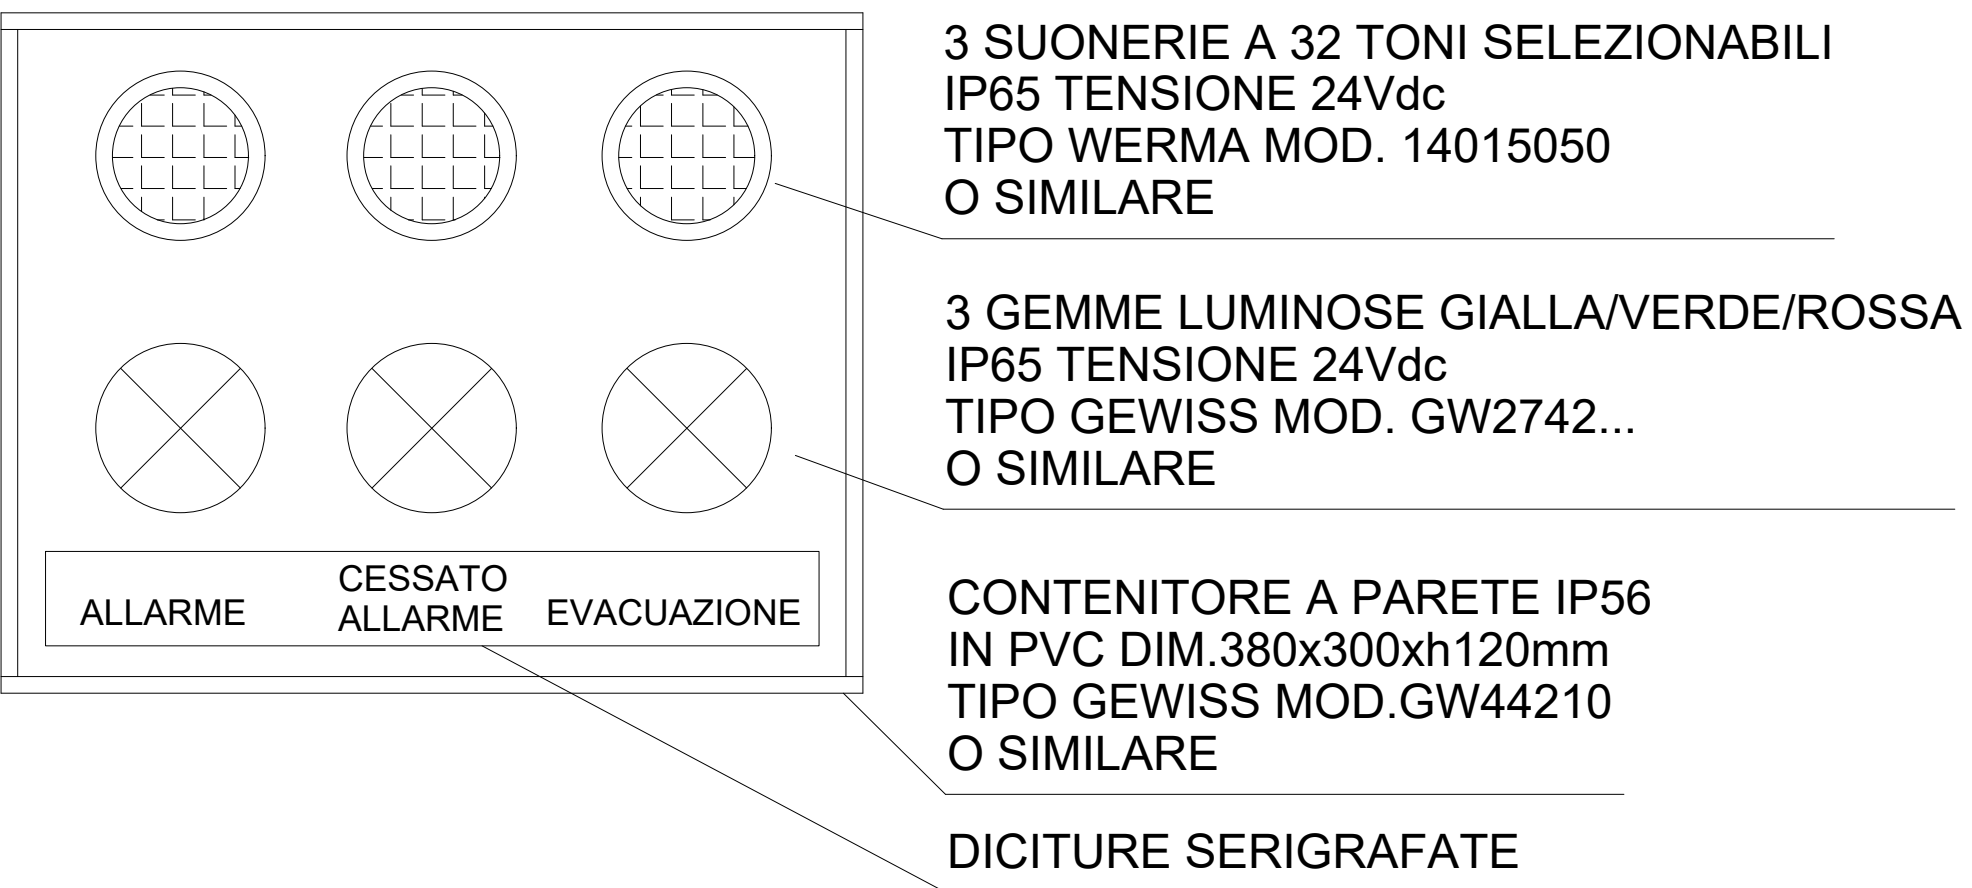 3 SUONERIE A 32 TONI SELEZIONABILI
IP65 TENSIONE 24Vdc
TIPO WERMA MOD. 14015050
O SIMILARE
3 GEMME LUMINOSE GIALLA/VERDE/ROSSA
IP65 TENSIONE 24Vdc
TIPO GEWISS MOD. GW2742...
O SIMILARE
ALLARME
CESSATO
ALLARME
EVACUAZIONE
CONTENITORE A PARETE IP56
IN PVC DIM.380x300xh120mm
TIPO GEWISS MOD.GW44210
O SIMILARE
DICITURE SERIGRAFATE